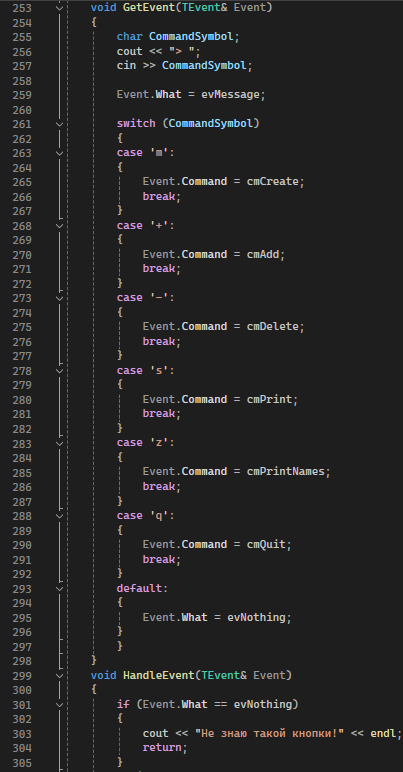 253 void GetEvent(TEvent& Event)
254 {
255 char CommandSymbol;
256 cout << "> ";
257 cin >> CommandSymbol;
258
259 Event.What = evMessage;
260
261 switch (CommandSymbol)
262 {
263 case 'm':
264 {
265 Event.Command = cmCreate;
266 break;
267 }
268 case '+':
269 {
270 Event.Command = cmAdd;
271 break;
272 }
273 case '-':
274 {
275 Event.Command = cmDelete;
276 break;
277 }
278 case 's':
279 {
280 Event.Command = cmPrint;
281 break;
282 }
283 case 'z':
284 {
285 Event.Command = cmPrintNames;
286 break;
287 }
288 case 'q':
289 {
290 Event.Command = cmQuit;
291 break;
292 }
293 default:
294 {
295 Event.What = evNothing;
296 }
297 }
298 }
299 void HandleEvent(TEvent& Event)
300 {
301 if (Event.What == evNothing)
302 {
303 cout << "Не знаю такой кнопки!" << endl;
304 return;
305 }